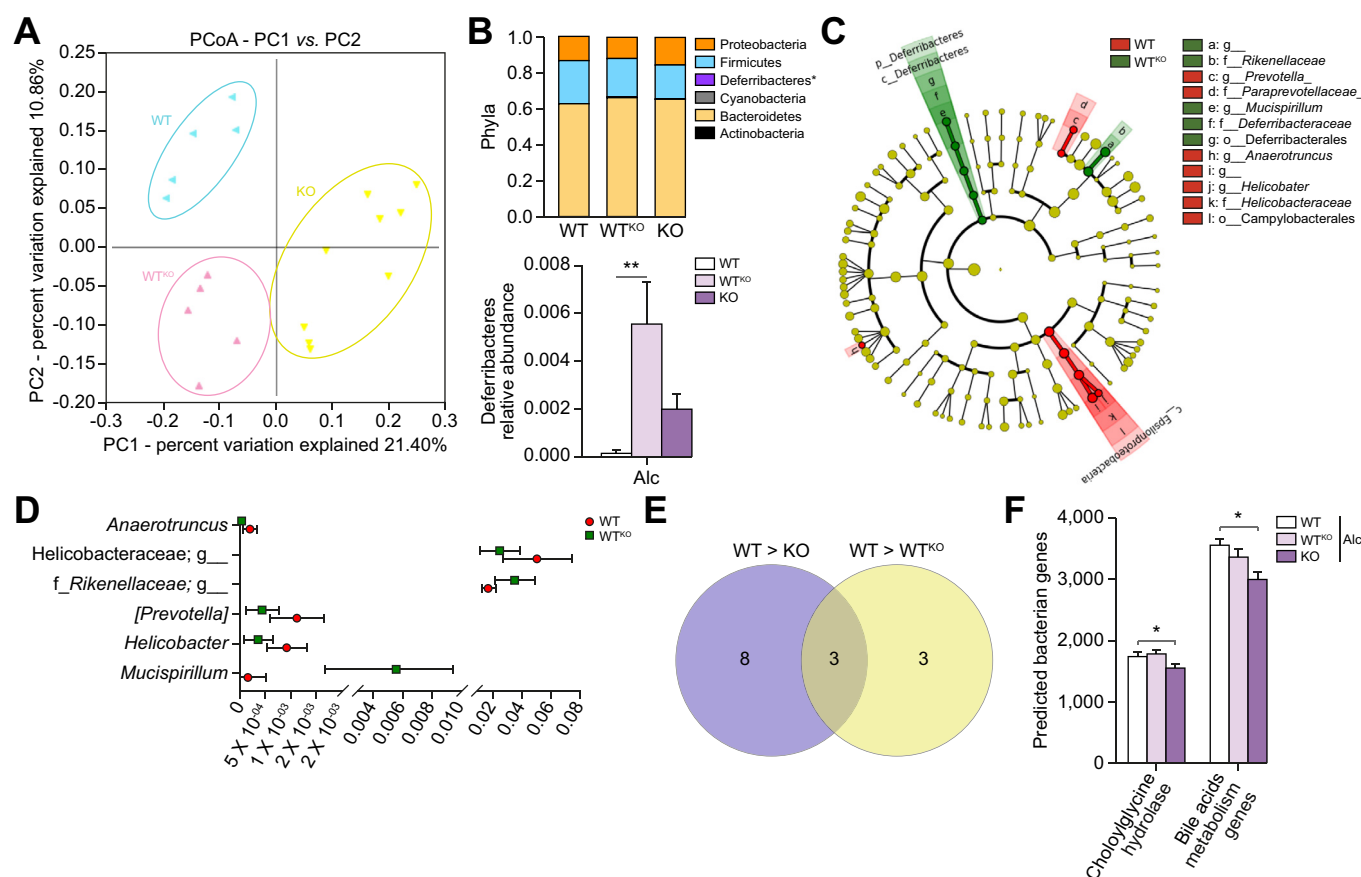 A
PCoA - PC1 vs. PC2
PC2 - percent variation explained 10.86%
0.25
0.20
0.15
0.10
0.05
0.00
-0.05
-0.10
-0.15
-0.20
WT
KO
WTᴷᴼ
-0.3
-0.2
-0.1
0.0
0.1
0.2
0.3
PC1 - percent variation explained 21.40%
B
Phyla
1.0
0.8
0.6
0.4
0.2
0.0
WT
WTᴷᴼ
KO
Proteobacteria
Firmicutes
Deferribacteres*
Cyanobacteria
Bacteroidetes
Actinobacteria
Deferribacteres
relative abundance
0.008
0.006
0.004
0.002
0.000
**
WT
WTᴷᴼ
KO
Alc
C
p__Deferribacteres
c__Deferribacteres
g
f
e
d
c
b
a
h
k
l
c__Epsilonproteobacteria
WT
WTᴷᴼ
a: g__
b: f__Rikenellaceae
c: g__Prevotella_
d: f__Paraprevotellaceae_
e: g__Mucispirillum
f: f__Deferribacteraceae
g: o__Deferribacterales
h: g__Anaerotruncus
i: g__
j: g__Helicobater
k: f__Helicobacteraceae
l: o__Campylobacterales
D
Anaerotruncus
Helicobacteraceae; g__
f_Rikenellaceae; g__
[Prevotella]
Helicobacter
Mucispirillum
WT
WTᴷᴼ
0
5 X 10⁻⁰⁴
1 X 10⁻⁰³
2 X 10⁻⁰³
2 X 10⁻⁰³
0.004
0.006
0.010
0.02
0.04
0.06
0.08
E
WT > KO
WT > WTᴷᴼ
8
3
3
F
Predicted bacterian genes
4,000
3,000
2,000
1,000
0
*
*
WT
WTᴷᴼ
KO
Alc
Choloylglycine
hydrolase
Bile acids
metabolism
genes